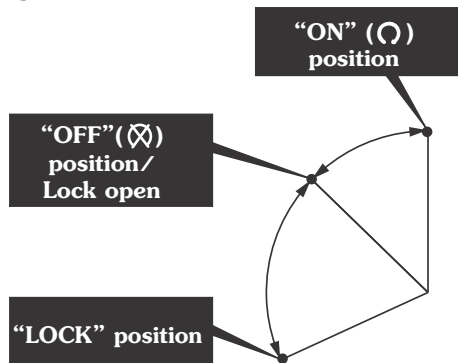 “ON” (Ω)
position
“OFF”(⊗)
position/
Lock open
“LOCK” position